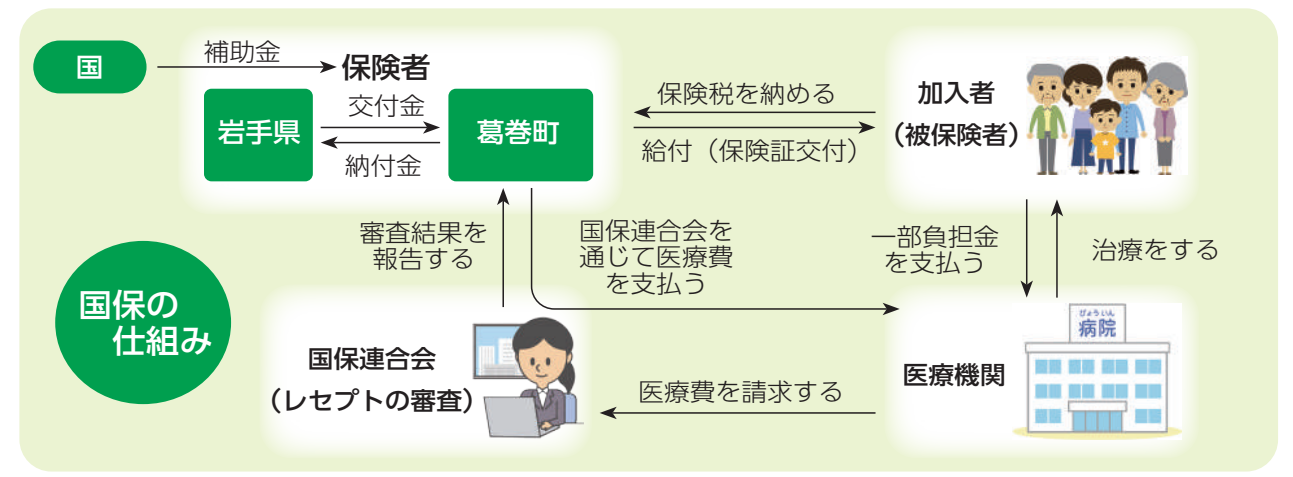 国
補助金
保険者
岩手県
交付金
納付金
葛巻町
保険税を納める
給付（保険証交付）
加入者
（被保険者）
審査結果を
報告する
国保連合会を
通じて医療費
を支払う
一部負担金
を支払う
治療をする
国保の
仕組み
国保連合会
（レセプトの審査）
医療費を請求する
医療機関
びょういん
病院